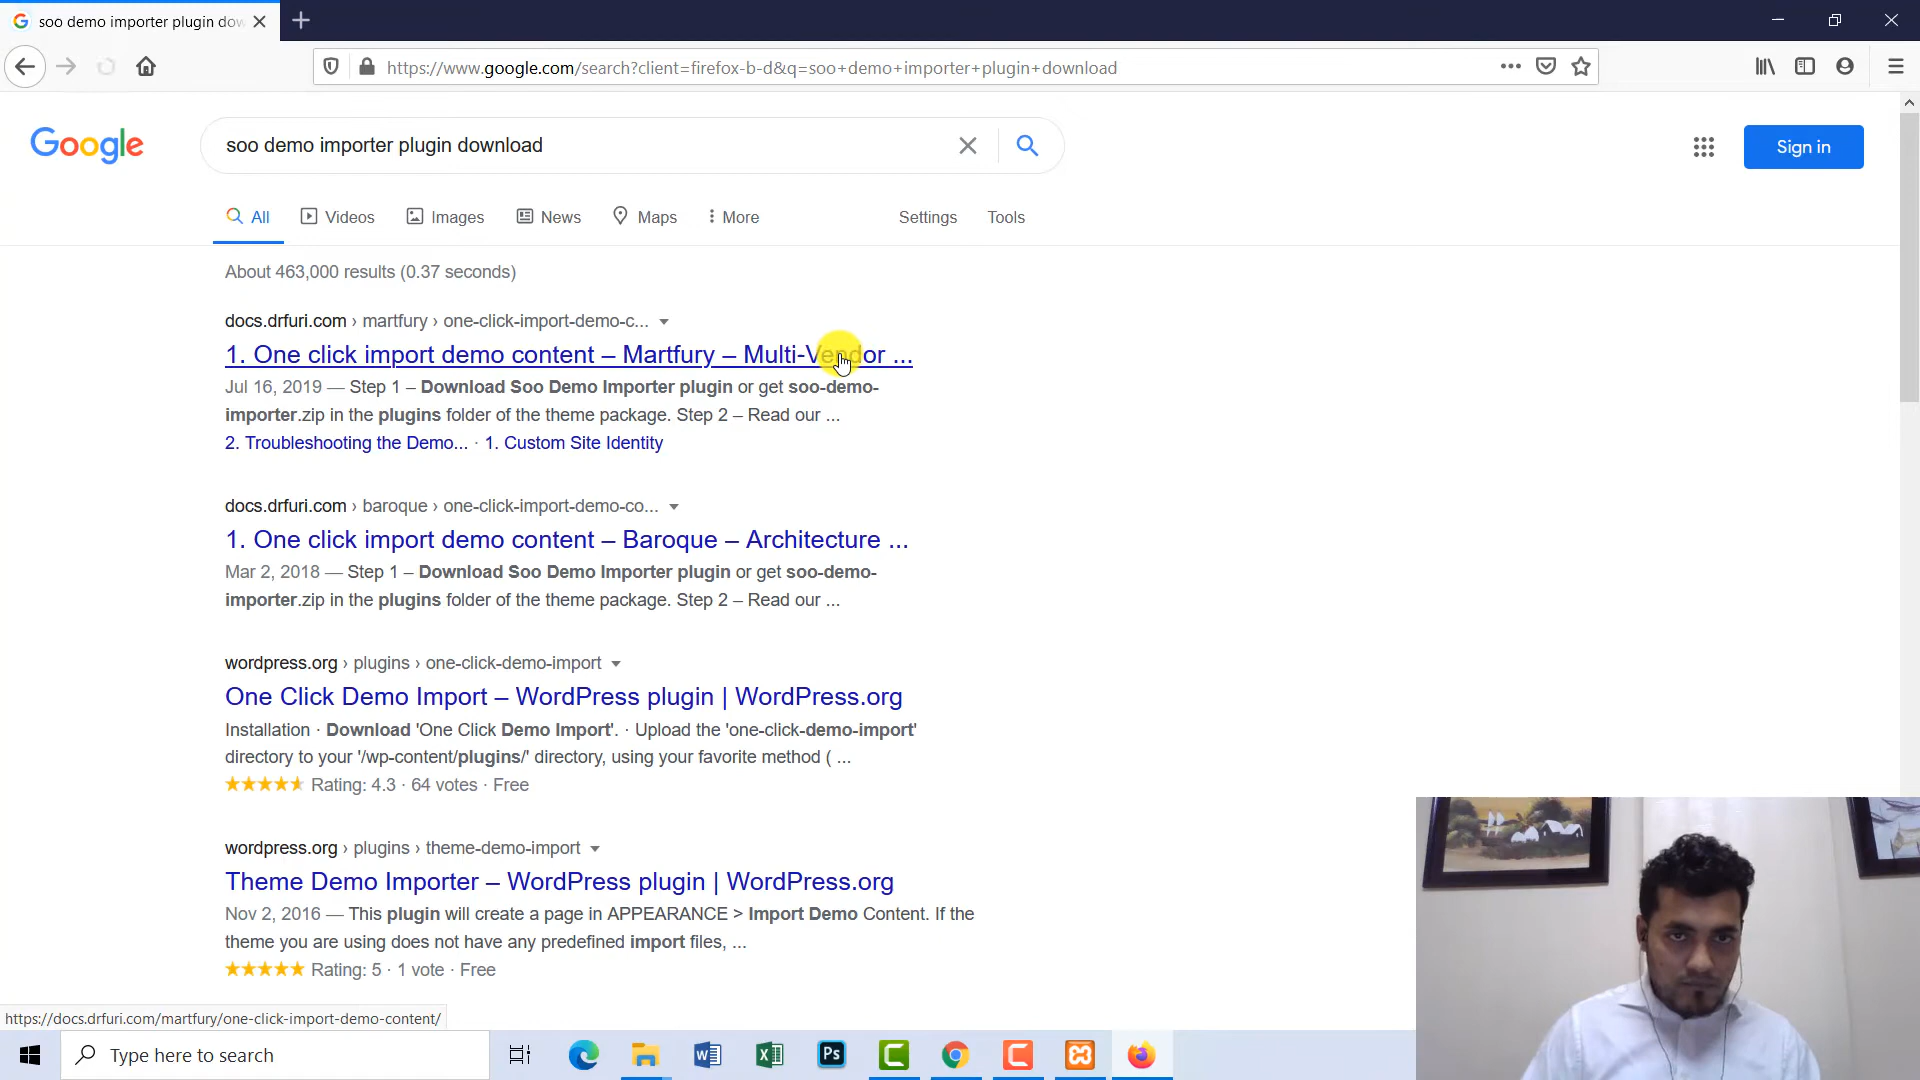 soo demo importer plugin dow
https://www.google.com/search?client=firefox-b-d&q=soo+demo+importer+plugin+download
Google
soo demo importer plugin download
Sign in
All
Videos
Images
News
Maps
More
Settings
Tools
About 463,000 results (0.37 seconds)
docs.drfuri.com › martfury › one-click-import-demo-c...
1. One click import demo content – Martfury – Multi-Vendor ...
Jul 16, 2019 — Step 1 – Download Soo Demo Importer plugin or get soo-demo-
importer.zip in the plugins folder of the theme package. Step 2 – Read our ...
2. Troubleshooting the Demo... · 1. Custom Site Identity
docs.drfuri.com › baroque › one-click-import-demo-co...
1. One click import demo content – Baroque – Architecture ...
Mar 2, 2018 — Step 1 – Download Soo Demo Importer plugin or get soo-demo-
importer.zip in the plugins folder of the theme package. Step 2 – Read our ...
wordpress.org › plugins › one-click-demo-import
One Click Demo Import – WordPress plugin | WordPress.org
Installation · Download 'One Click Demo Import'. · Upload the 'one-click-demo-import'
directory to your '/wp-content/plugins/' directory, using your favorite method ( ...
Rating: 4.3 · 64 votes · Free
wordpress.org › plugins › theme-demo-import
Theme Demo Importer – WordPress plugin | WordPress.org
Nov 2, 2016 — This plugin will create a page in APPEARANCE > Import Demo Content. If the
theme you are using does not have any predefined import files, ...
Rating: 5 · 1 vote · Free
https://docs.drfuri.com/martfury/one-click-import-demo-content/
Type here to search
Ps